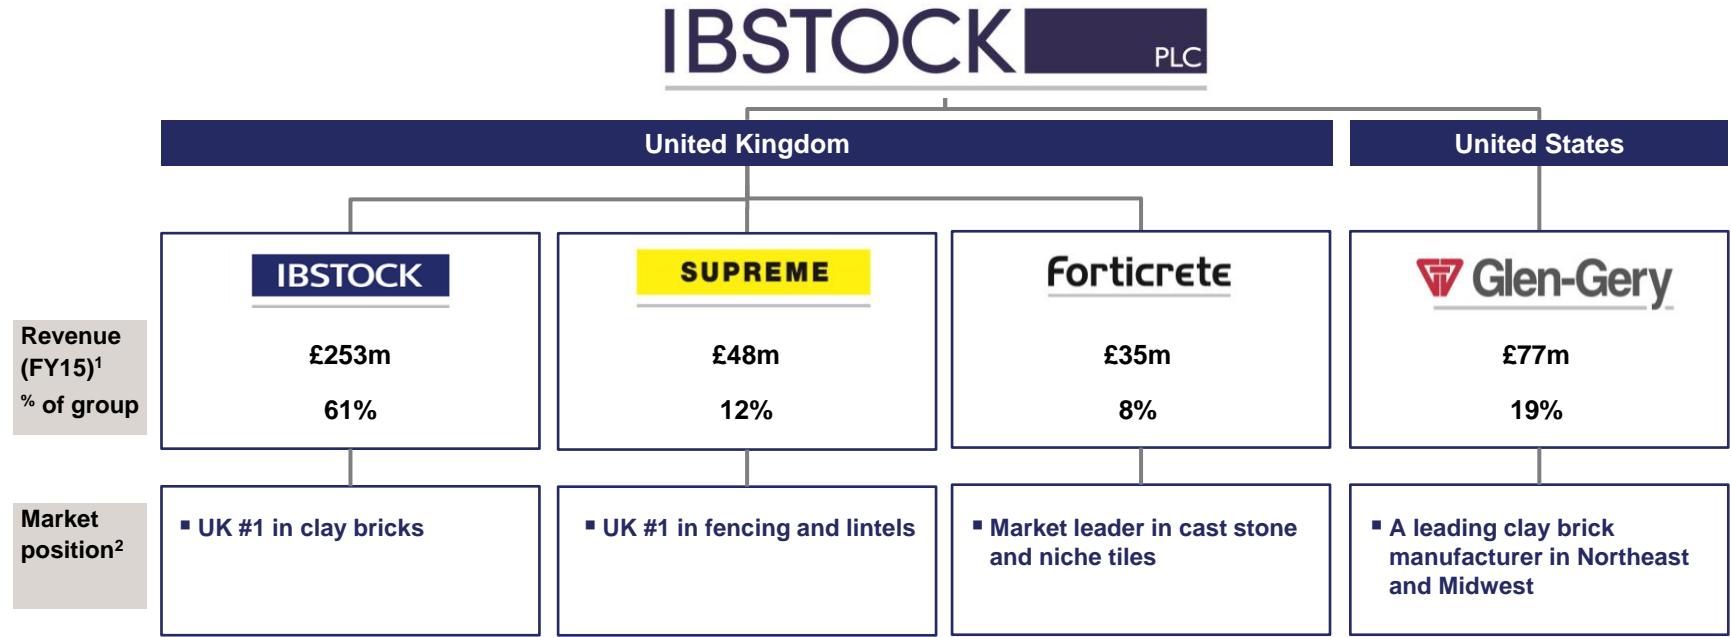 IBSTOCK PLC
United Kingdom
United States
IBSTOCK
SUPREME
Forticrete
Glen-Gery
Revenue
(FY15)1
% of group
£253m
61%
£48m
12%
£35m
8%
£77m
19%
Market
position2
▪ UK #1 in clay bricks
▪ UK #1 in fencing and lintels
▪ Market leader in cast stone
and niche tiles
▪ A leading clay brick
manufacturer in Northeast
and Midwest